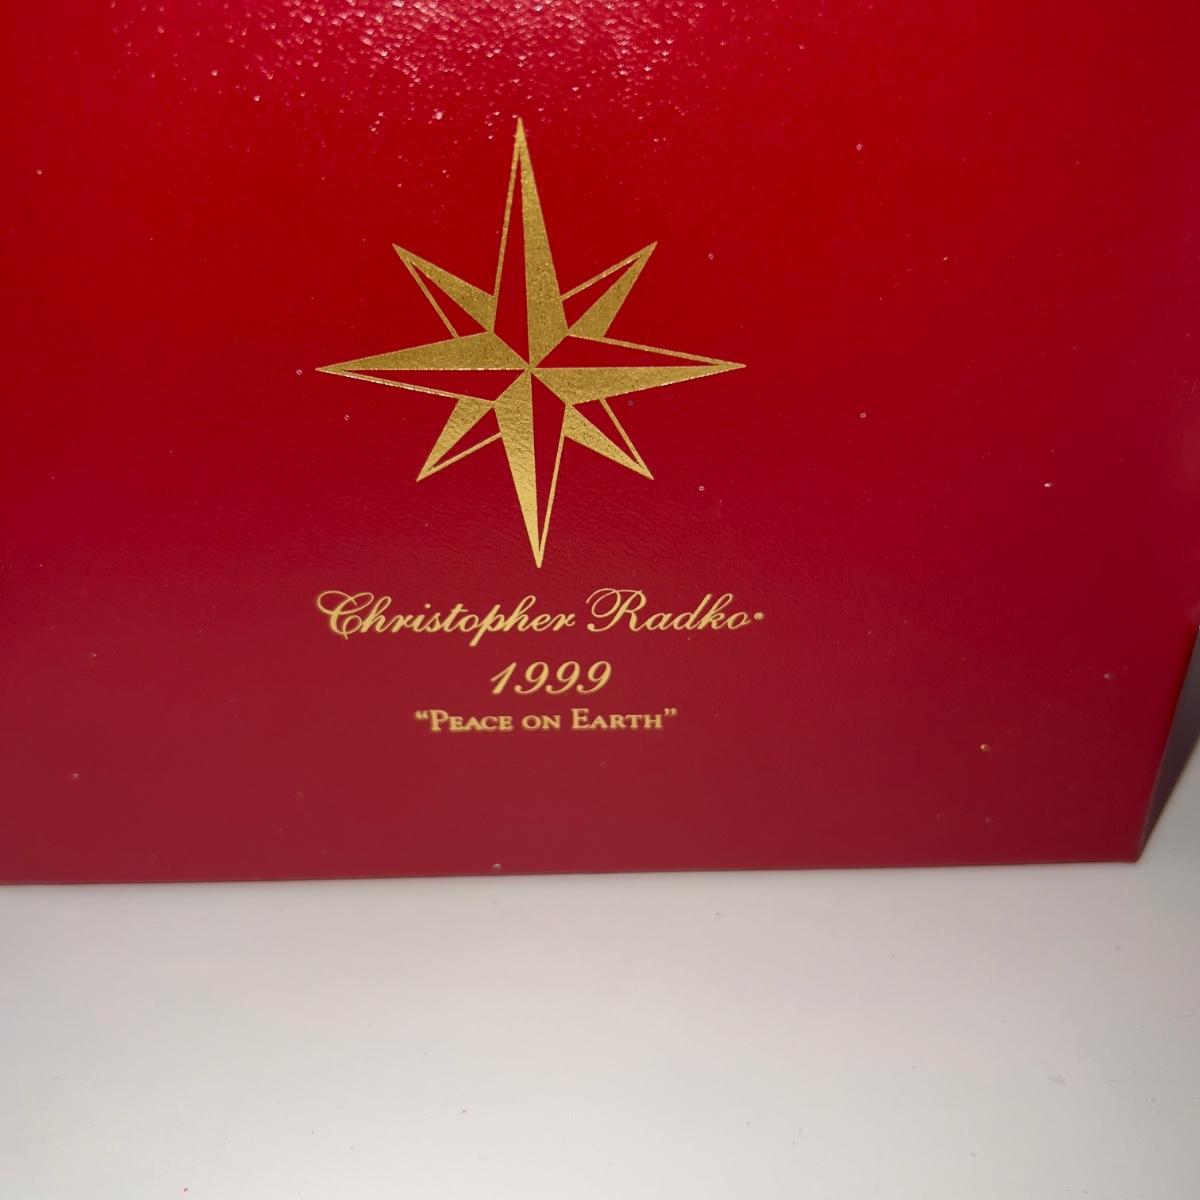 Christopher Radko®
1999
“PEACE ON EARTH”